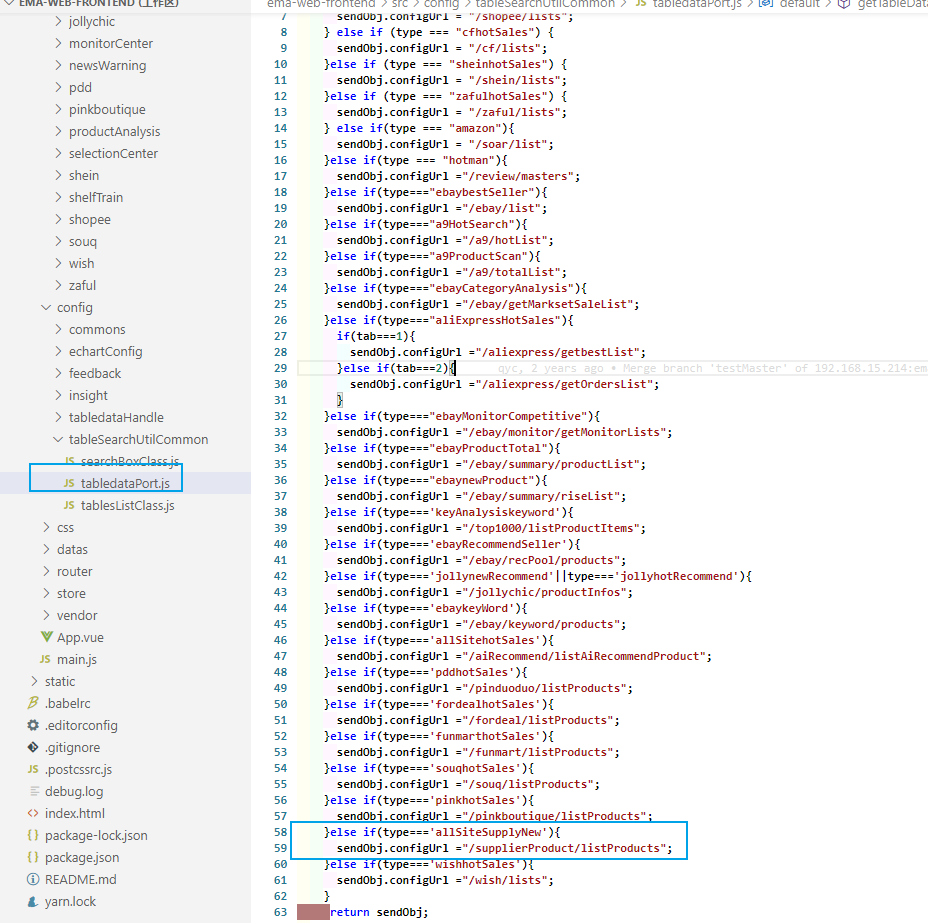 EMA-WEB-FRONTEND (工作区)
jollychic
monitorCenter
newsWarning
pdd
pinkboutique
productAnalysis
selectionCenter
shein
shelfTrain
shopee
souq
wish
zaful
config
commons
echartConfig
feedback
insight
tabledataHandle
tableSearchUtilCommon
JS searchBoxClass.js
JS tabledataPort.js
JS tablesListClass.js
css
datas
router
store
vendor
App.vue
JS main.js
static
.babelrc
.editorconfig
.gitignore
JS .postcssrc.js
debug.log
index.html
package-lock.json
package.json
README.md
yarn.lock
ema-web-frontend > src > config > tableSearchUtilCommon > JS tabledataPort.js > default > getTableData
7 sendObj.configUrl = "/shopee/lists";
8 } else if (type === "cfhotSales") {
9 sendObj.configUrl = "/cf/lists";
10 }else if (type === "sheinhotSales") {
11 sendObj.configUrl = "/shein/lists";
12 }else if (type === "zafulhotSales") {
13 sendObj.configUrl = "/zaful/lists";
14 } else if(type === "amazon"){
15 sendObj.configUrl = "/soar/list";
16 }else if(type === "hotman"){
17 sendObj.configUrl ="/review/masters";
18 }else if(type==="ebaybestSeller"){
19 sendObj.configUrl ="/ebay/list";
20 }else if(type==="a9HotSearch"){
21 sendObj.configUrl ="/a9/hotList";
22 }else if(type==="a9ProductScan"){
23 sendObj.configUrl ="/a9/totalList";
24 }else if(type==="ebayCategoryAnalysis"){
25 sendObj.configUrl ="/ebay/getMarksetSaleList";
26 }else if(type==="aliExpressHotSales"){
27 if(tab===1){
28 sendObj.configUrl ="/aliexpress/getbestList";
29 }else if(tab===2){ qyc, 2 years ago • Merge branch 'testMaster' of 192.168.15.214:em
30 sendObj.configUrl ="/aliexpress/getOrdersList";
31 }
32 }else if(type==="ebayMonitorCompetitive"){
33 sendObj.configUrl ="/ebay/monitor/getMonitorLists";
34 }else if(type==="ebayProductTotal"){
35 sendObj.configUrl ="/ebay/summary/productList";
36 }else if(type==="ebaynewProduct"){
37 sendObj.configUrl ="/ebay/summary/riseList";
38 }else if(type==='keyAnalysiskeyword'){
39 sendObj.configUrl ="/top1000/listProductItems";
40 }else if(type==='ebayRecommendSeller'){
41 sendObj.configUrl ="/ebay/recPool/products";
42 }else if(type==='jollynewRecommend'||type==='jollyhotRecommend'){
43 sendObj.configUrl ="/jollychic/productInfos";
44 }else if(type==='ebaykeyWord'){
45 sendObj.configUrl ="/ebay/keyword/products";
46 }else if(type==='allSitehotSales'){
47 sendObj.configUrl ="/aiRecommend/listAiRecommendProduct";
48 }else if(type==='pddhotSales'){
49 sendObj.configUrl ="/pinduoduo/listProducts";
50 }else if(type==='fordealhotSales'){
51 sendObj.configUrl ="/fordeal/listProducts";
52 }else if(type==='funmarthotSales'){
53 sendObj.configUrl ="/funmart/listProducts";
54 }else if(type==='souqhotSales'){
55 sendObj.configUrl ="/souq/listProducts";
56 }else if(type==='pinkhotSales'){
57 sendObj.configUrl ="/pinkboutique/listProducts";
58 }else if(type==='allSiteSupplyNew'){
59 sendObj.configUrl ="/supplierProduct/listProducts";
60 }else if(type==='wishhotSales'){
61 sendObj.configUrl ="/wish/lists";
62 }
63 return sendObj;